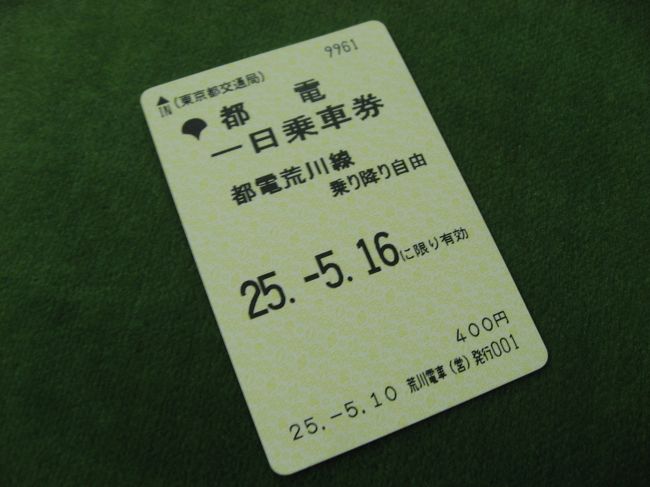 9961
▲IN (東京都交通局)
都電
一日乗車券
都電荒川線
乗り降り自由
25.-5.16に限り有効
400円
25.-5.10 荒川電車(営)発行001